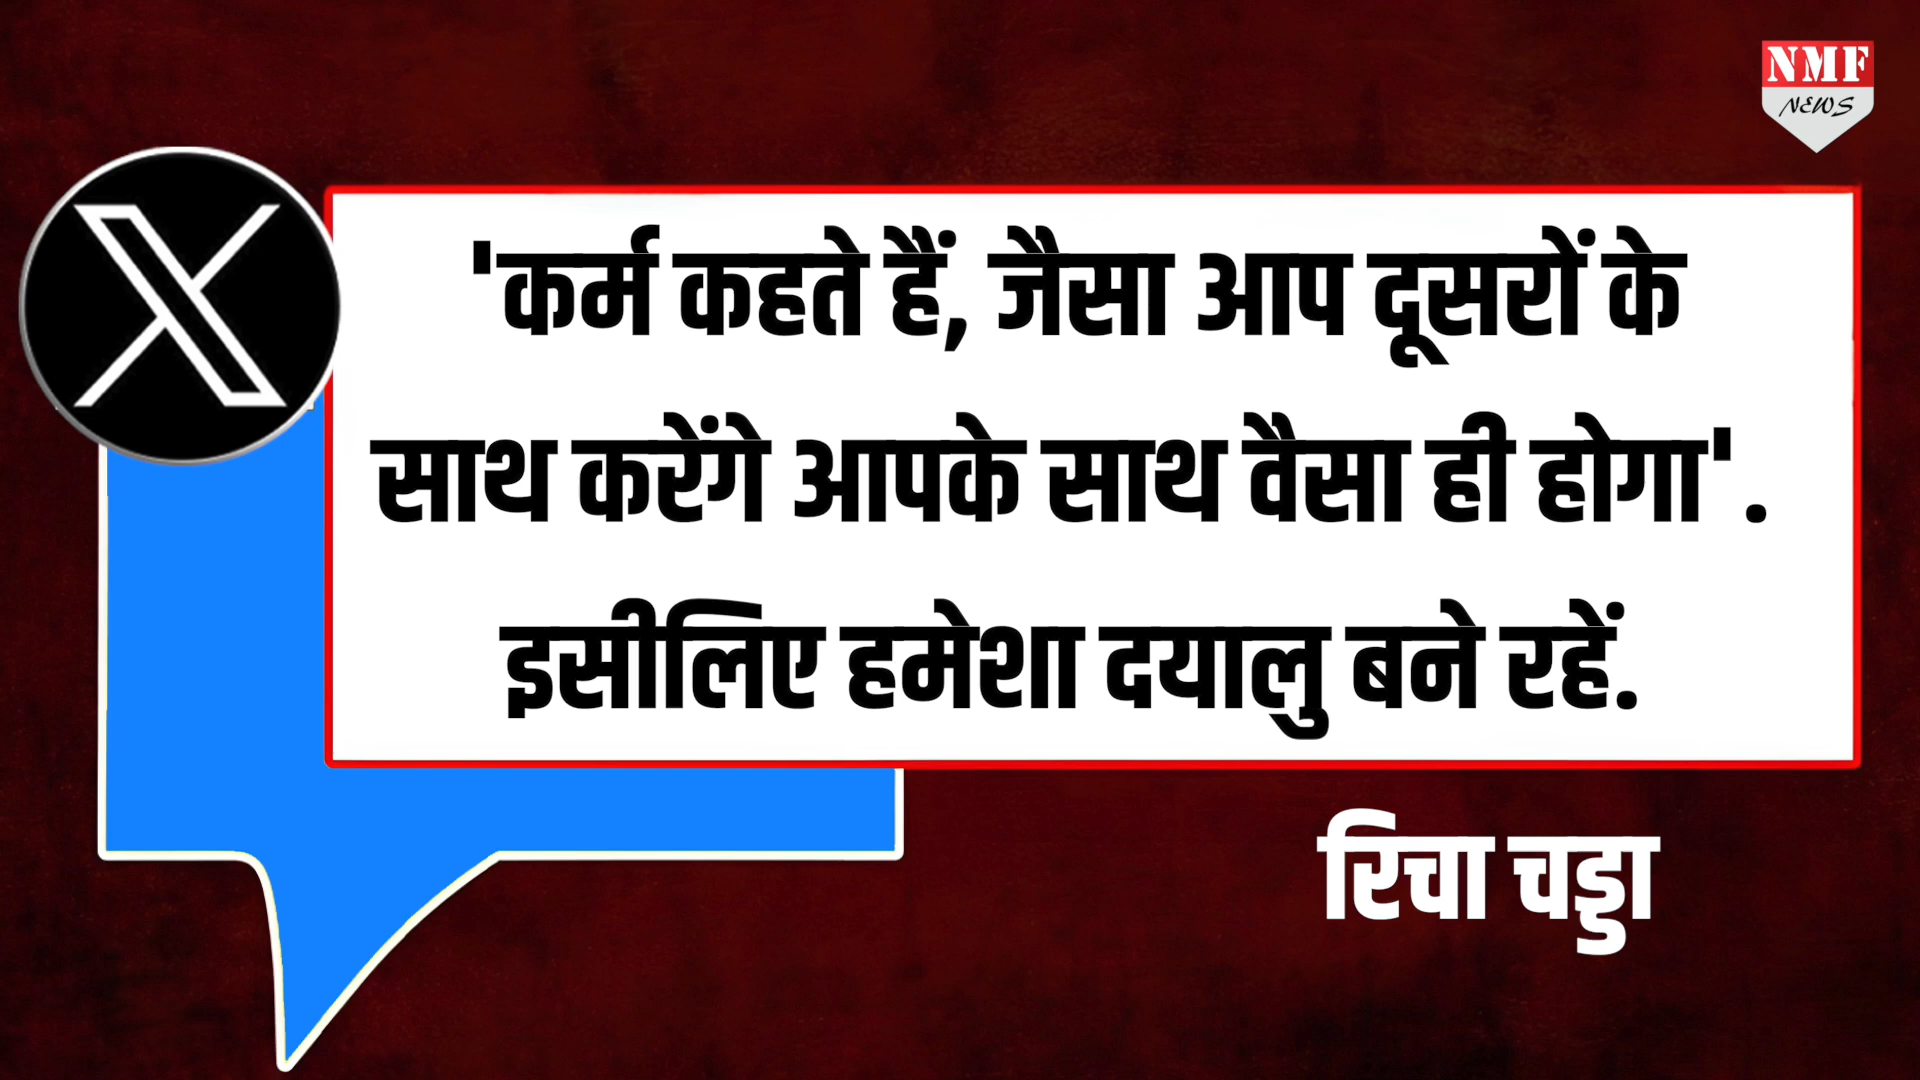 NMF
NEWS
'कर्म कहते हैं, जैसा आप दूसरों के
साथ करेंगे आपके साथ वैसा ही होगा'.
इसीलिए हमेशा दयालु बने रहें.
रिचा चड्डा